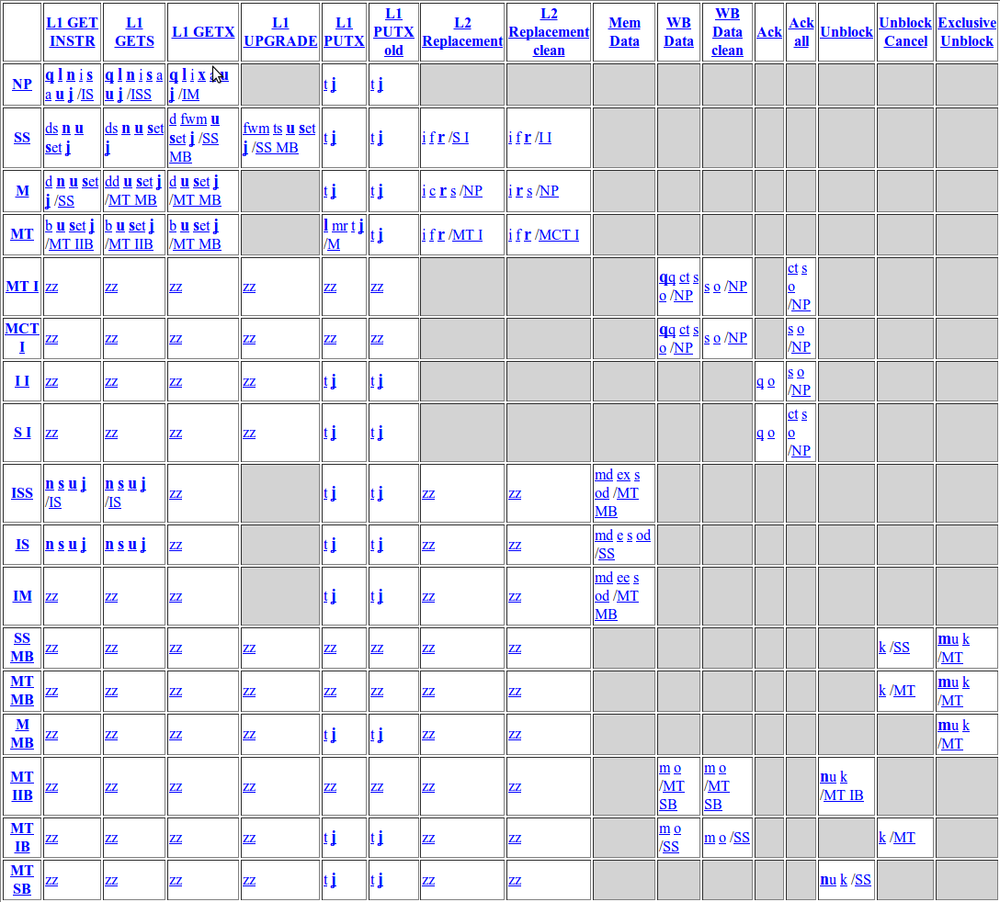 L1 GET INSTR | L1 GETS | L1 GETX | L1 UPGRADE | L1 PUTX | L1 PUTX old | L2 Replacement | L2 Replacement clean | Mem Data | WB Data | WB Data clean | Ack | Ack all | Unblock | Unblock Cancel | Exclusive Unblock
NP | q l n i s a u j /IS | q l n i s a u j /ISS | q l i x u j /IM | | t j | t j
SS | ds n u set j | ds n u set j | d fwm u set j /SS MB | fwm ts u set j /SS MB | t j | t j | i f r /S I | i f r /I I
M | d n u set j /SS | dd u set j /MT MB | d u set j /MT MB | | t j | t j | i c r s /NP | i r s /NP
MT | b u set j /MT IIB | b u set j /MT IIB | b u set j /MT MB | | l mr t j /M | t j | i f r /MT I | i f r /MCT I
MT I | zz | zz | zz | zz | zz | zz | | | | qq ct s o /NP | s o /NP | | ct s o /NP
MCT I | zz | zz | zz | zz | zz | zz | | | | qq ct s o /NP | s o /NP | | s o /NP
I I | zz | zz | zz | zz | t j | t j | | | | | | q o | s o /NP
S I | zz | zz | zz | zz | t j | t j | | | | | | q o | ct s o /NP
ISS | n s u j /IS | n s u j /IS | zz | | t j | t j | zz | zz | md ex s od /MT MB
IS | n s u j | n s u j | zz | | t j | t j | zz | zz | md e s od /SS
IM | zz | zz | zz | | t j | t j | zz | zz | md ee s od /MT MB
SS MB | zz | zz | zz | zz | zz | zz | zz | zz | | | | | | | k /SS | mu k /MT
MT MB | zz | zz | zz | zz | zz | zz | zz | zz | | | | | | | k /MT | mu k /MT
M MB | zz | zz | zz | zz | t j | t j | zz | zz | | | | | | | | mu k /MT
MT IIB | zz | zz | zz | zz | zz | zz | zz | zz | | m o /MT SB | m o /MT SB | | | nu k /MT IB
MT IB | zz | zz | zz | zz | t j | t j | zz | zz | | m o /SS | m o /SS | | | | k /MT
MT SB | zz | zz | zz | zz | t j | t j | zz | zz | | | | | | nu k /SS